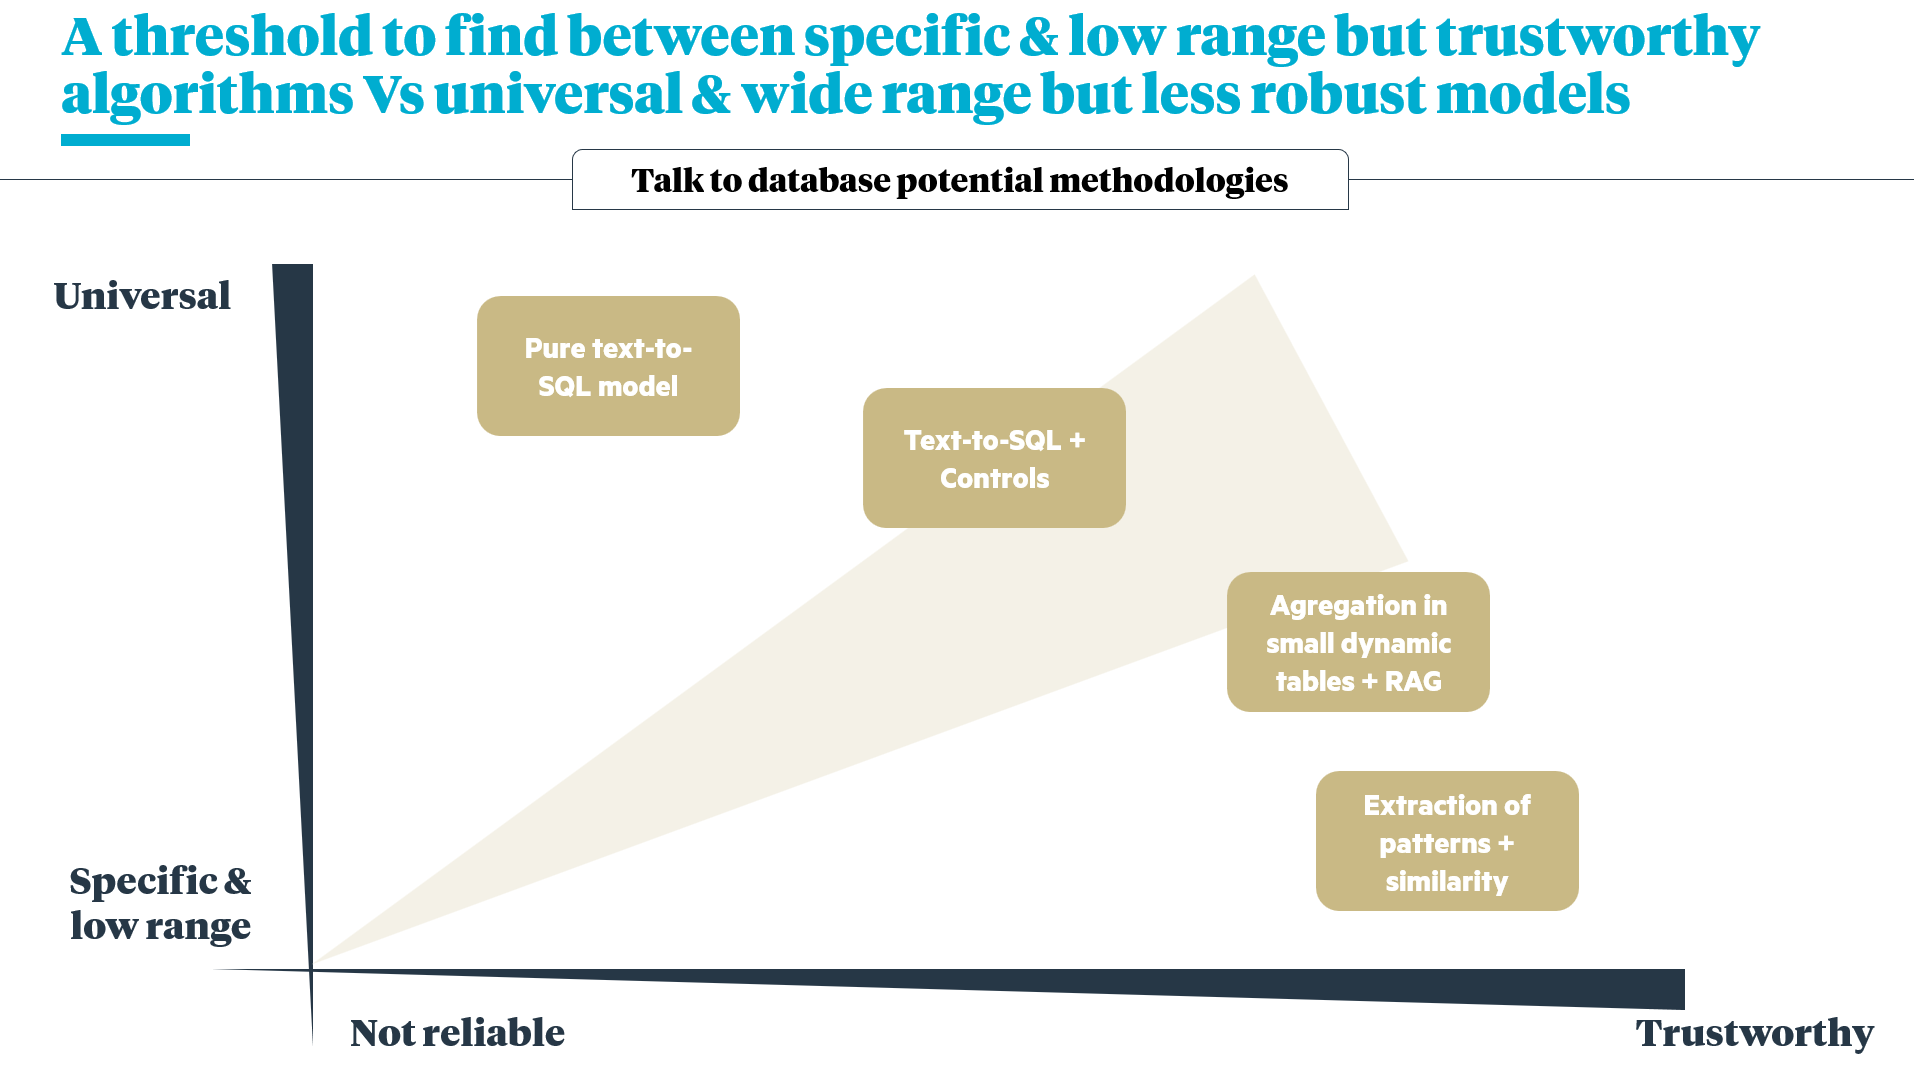 A threshold to find between specific & low range but trustworthy
algorithms Vs universal & wide range but less robust models
Talk to database potential methodologies
Universal
Pure text-to-
SQL model
Text-to-SQL +
Controls
Agregation in
small dynamic
tables + RAG
Extraction of
patterns +
similarity
Specific &
low range
Not reliable
Trustworthy